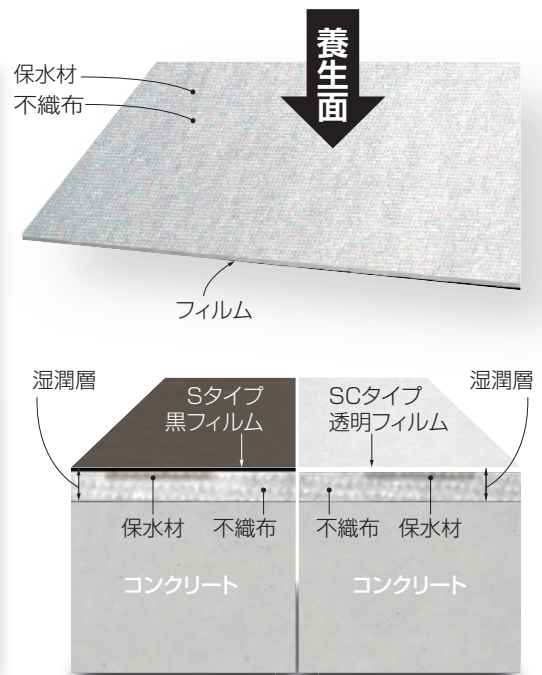 養生面
保水材
不織布
フィルム
湿潤層
Sタイプ
黒フィルム
SCタイプ
透明フィルム
湿潤層
保水材
不織布
不織布
保水材
コンクリート
コンクリート